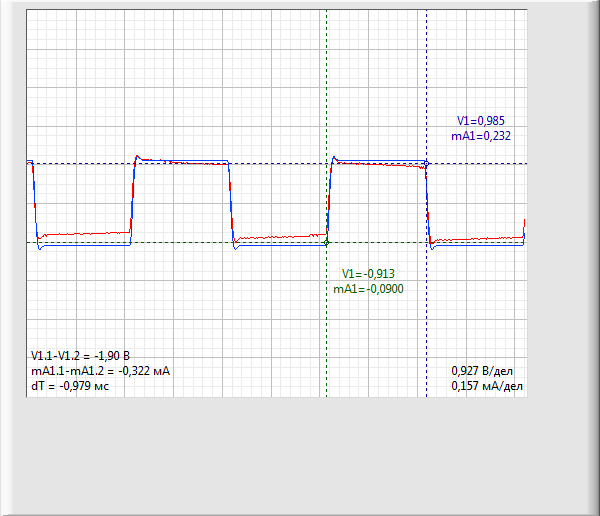 V1=0,985
mA1=0,232
V1=-0,913
mA1=-0,0900
V1.1-V1.2 = -1,90 В
mA1.1-mA1.2 = -0,322 мА
dT = -0,979 мс
0,927 В/дел
0,157 мА/дел